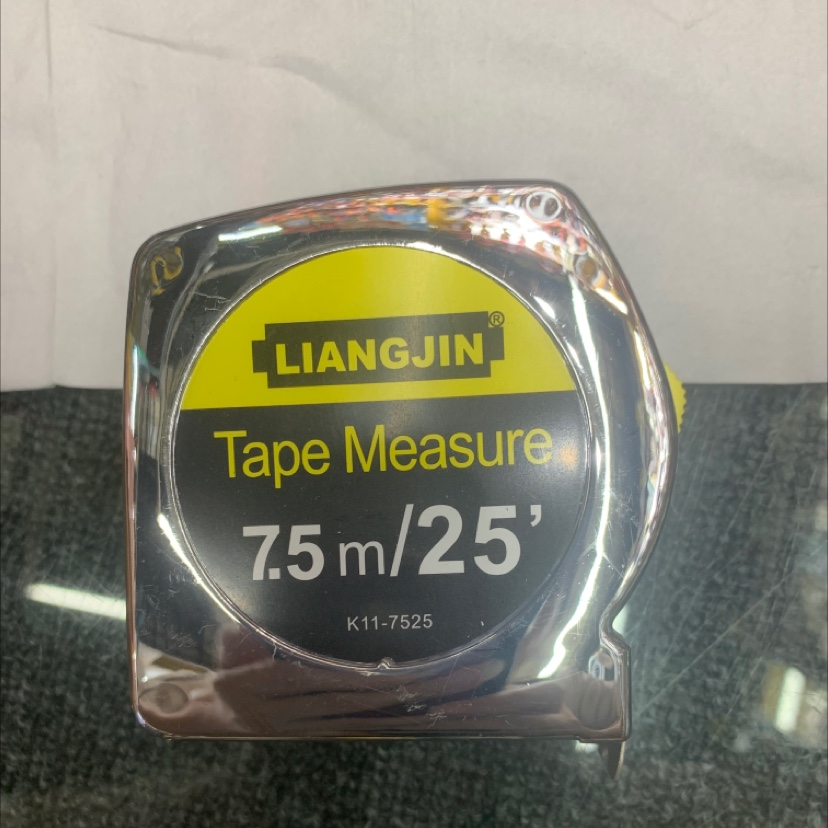 LIANGJIN®
Tape Measure
7.5 m/25’
K11-7525